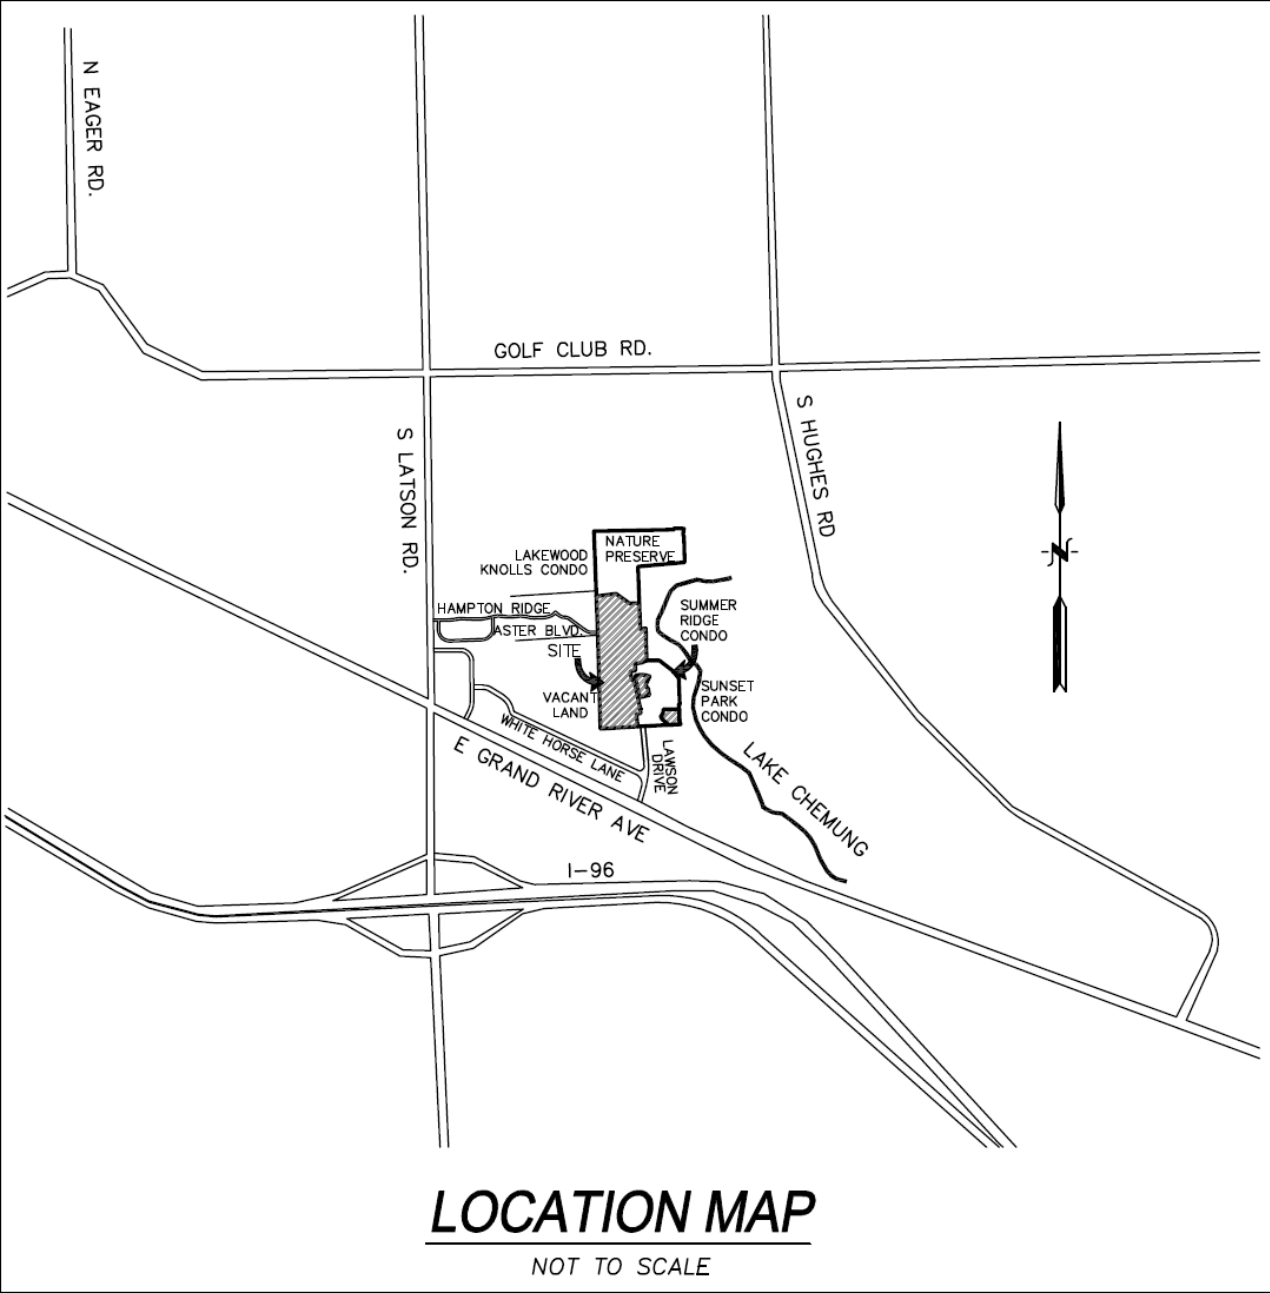 N EAGER RD.
GOLF CLUB RD.
S HUGHES RD
S LATSON RD.
NATURE
PRESERVE
LAKEWOOD
KNOLLS CONDO
N
HAMPTON RIDGE
SUMMER
RIDGE
CONDO
ASTER BLVD.
SITE
VACANT
LAND
SUNSET
PARK
CONDO
WHITE HORSE LANE
LAWSON
DRIVE
E GRAND RIVER AVE
LAKE CHEMUNG
I-96
LOCATION MAP
NOT TO SCALE